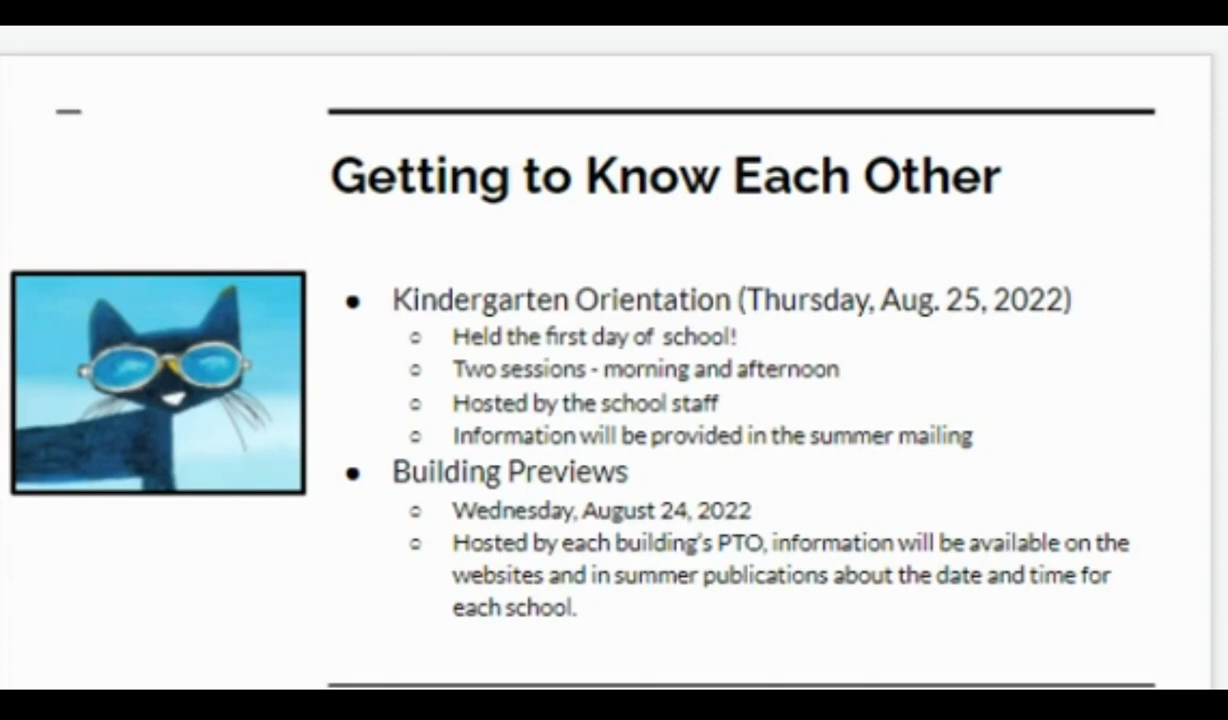 Getting to Know Each Other
● Kindergarten Orientation (Thursday, Aug. 25, 2022)
○ Held the first day of school!
○ Two sessions - morning and afternoon
○ Hosted by the school staff
○ Information will be provided in the summer mailing
● Building Previews
○ Wednesday, August 24, 2022
○ Hosted by each building's PTO, information will be available on the
websites and in summer publications about the date and time for
each school.